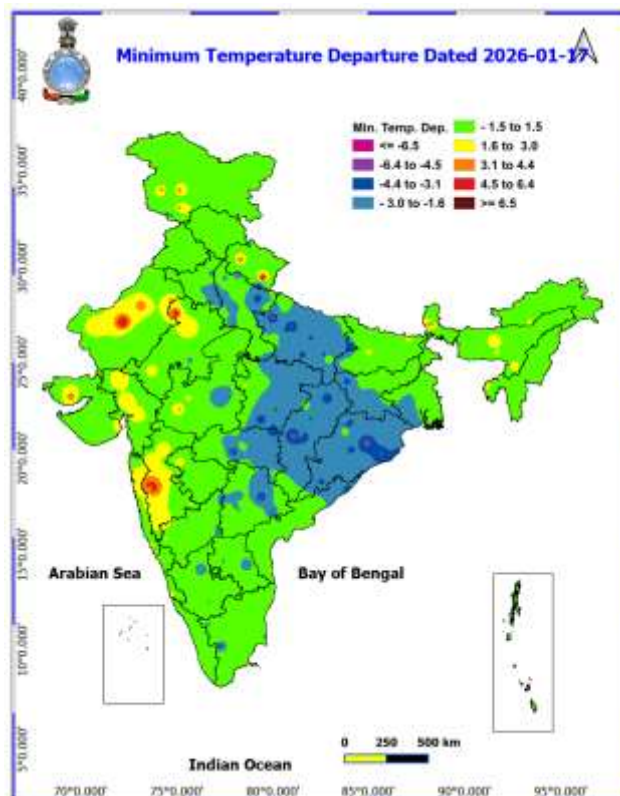 Minimum Temperature Departure Dated 2026-01-17
Min. Temp. Dep.
<= -6.5
-6.4 to -4.5
-4.4 to -3.1
- 3.0 to -1.6
- 1.5 to 1.5
1.6 to 3.0
3.1 to 4.4
4.5 to 6.4
>= 6.5
40°0.000'
35°0.000'
30°0.000'
25°0.000'
20°0.000'
15°0.000'
10°0.000'
5°0.000'
Arabian Sea
Bay of Bengal
Indian Ocean
0 250 500 km
70°0.000' 75°0.000' 80°0.000' 85°0.000' 90°0.000' 95°0.000'